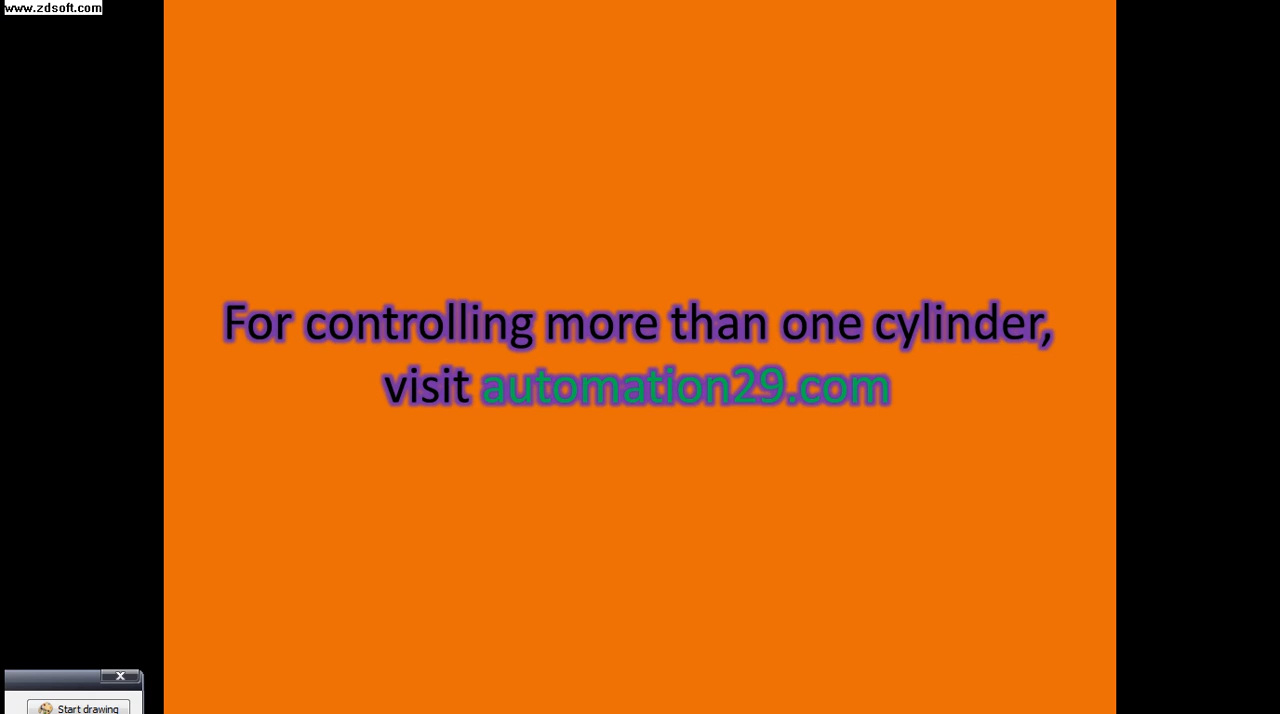 www.zdsoft.com
For controlling more than one cylinder,
visit automation29.com
X
Start drawing